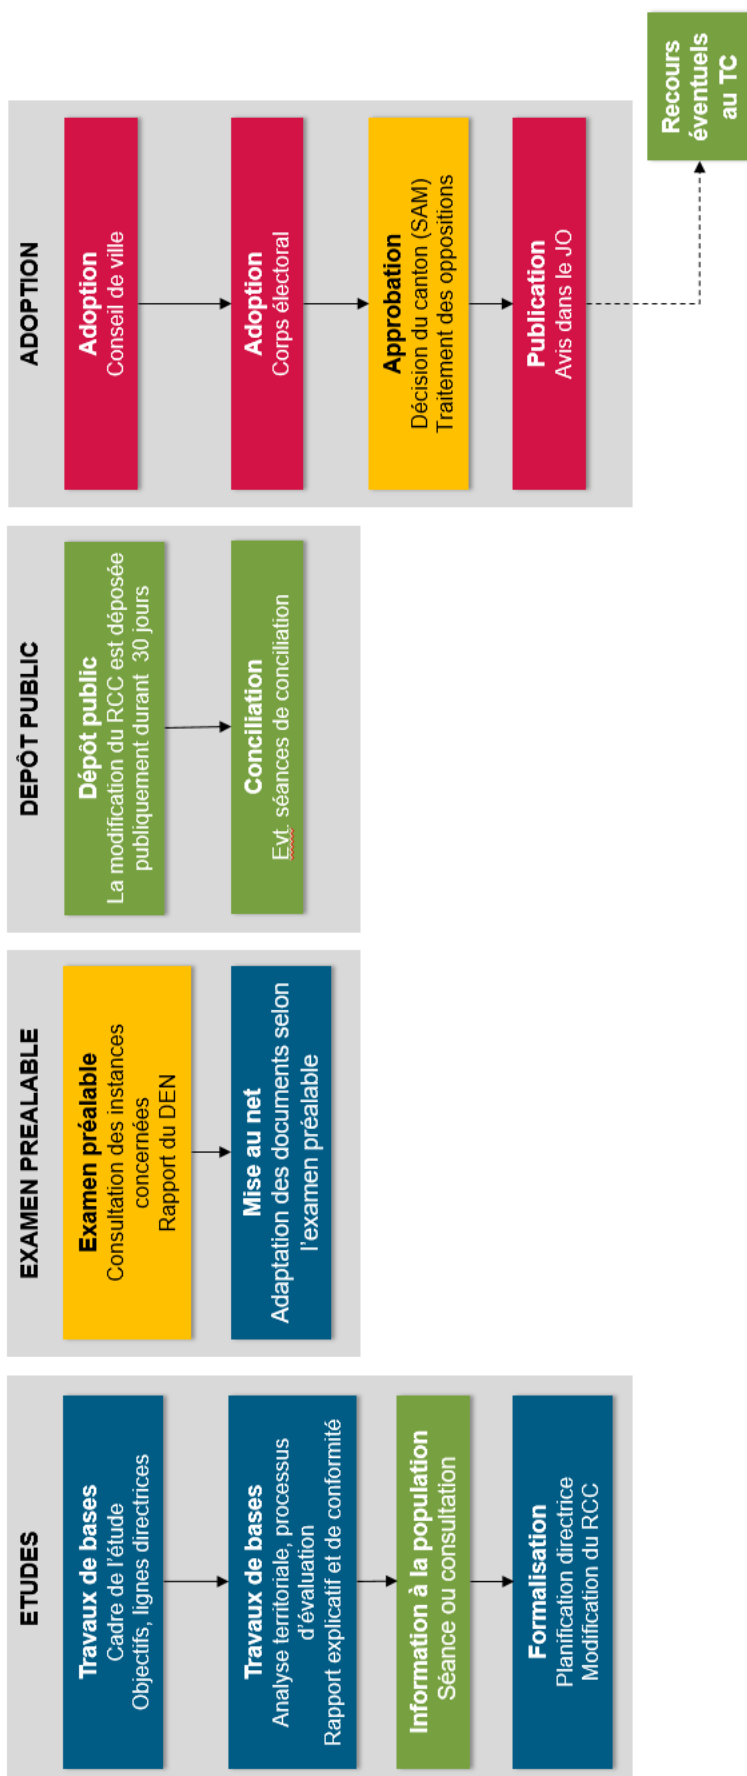 ETUDES
Travaux de bases
Cadre de l'étude
Objectifs, lignes directrices
Travaux de bases
Analyse territoriale, processus
d'évaluation
Rapport explicatif et de conformité
Information à la population
Séance ou consultation
Formalisation
Planification directrice
Modification du RCC
EXAMEN PREALABLE
Examen préalable
Consultation des instances
concernées
Rapport du DEN
Mise au net
Adaptation des documents selon
l'examen préalable
DEPÔT PUBLIC
Dépôt public
La modification du RCC est déposée
publiquement durant 30 jours
Conciliation
Evt. séances de conciliation
ADOPTION
Adoption
Conseil de ville
Adoption
Corps électoral
Approbation
Décision du canton (SAM)
Traitement des oppositions
Publication
Avis dans le JO
Recours
éventuels
au TC